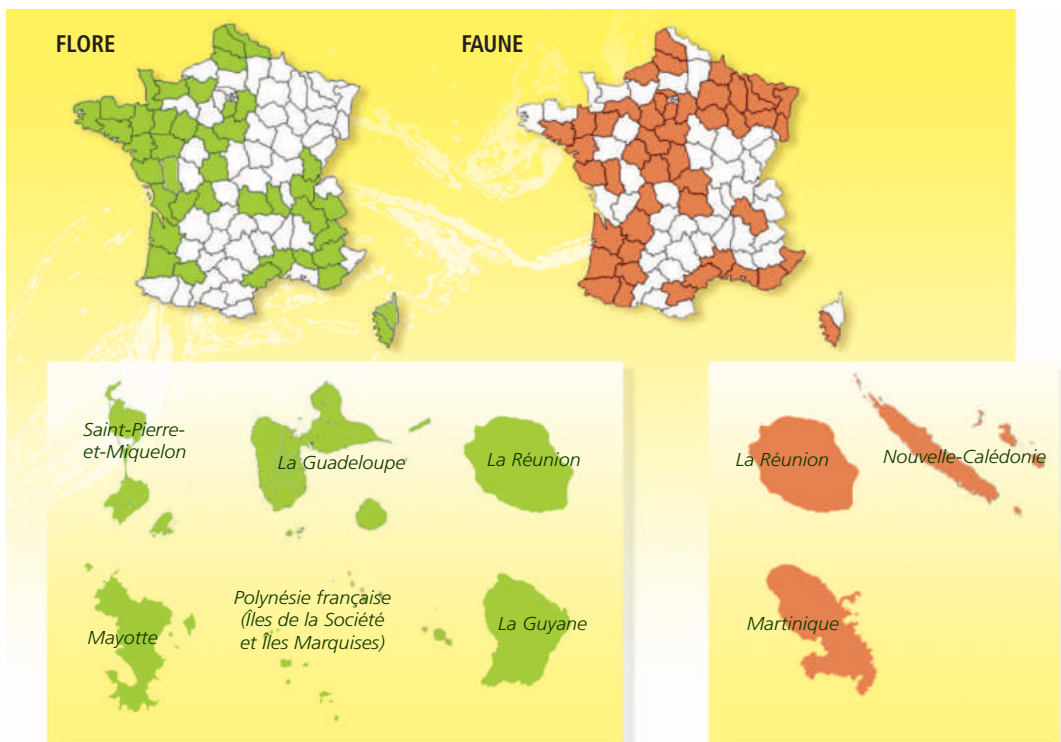 FLORE
FAUNE
Saint-Pierre-
et-Miquelon
La Guadeloupe
La Réunion
La Réunion
Nouvelle-Calédonie
Mayotte
Polynésie française
(Îles de la Société
et Îles Marquises)
La Guyane
Martinique